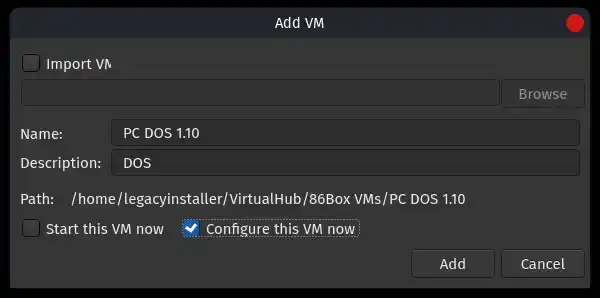 Add VM
Import VM
Browse
Name: PC DOS 1.10
Description: DOS
Path: /home/legacyinstaller/VirtualHub/86Box VMs/PC DOS 1.10
Start this VM now Configure this VM now
Add Cancel